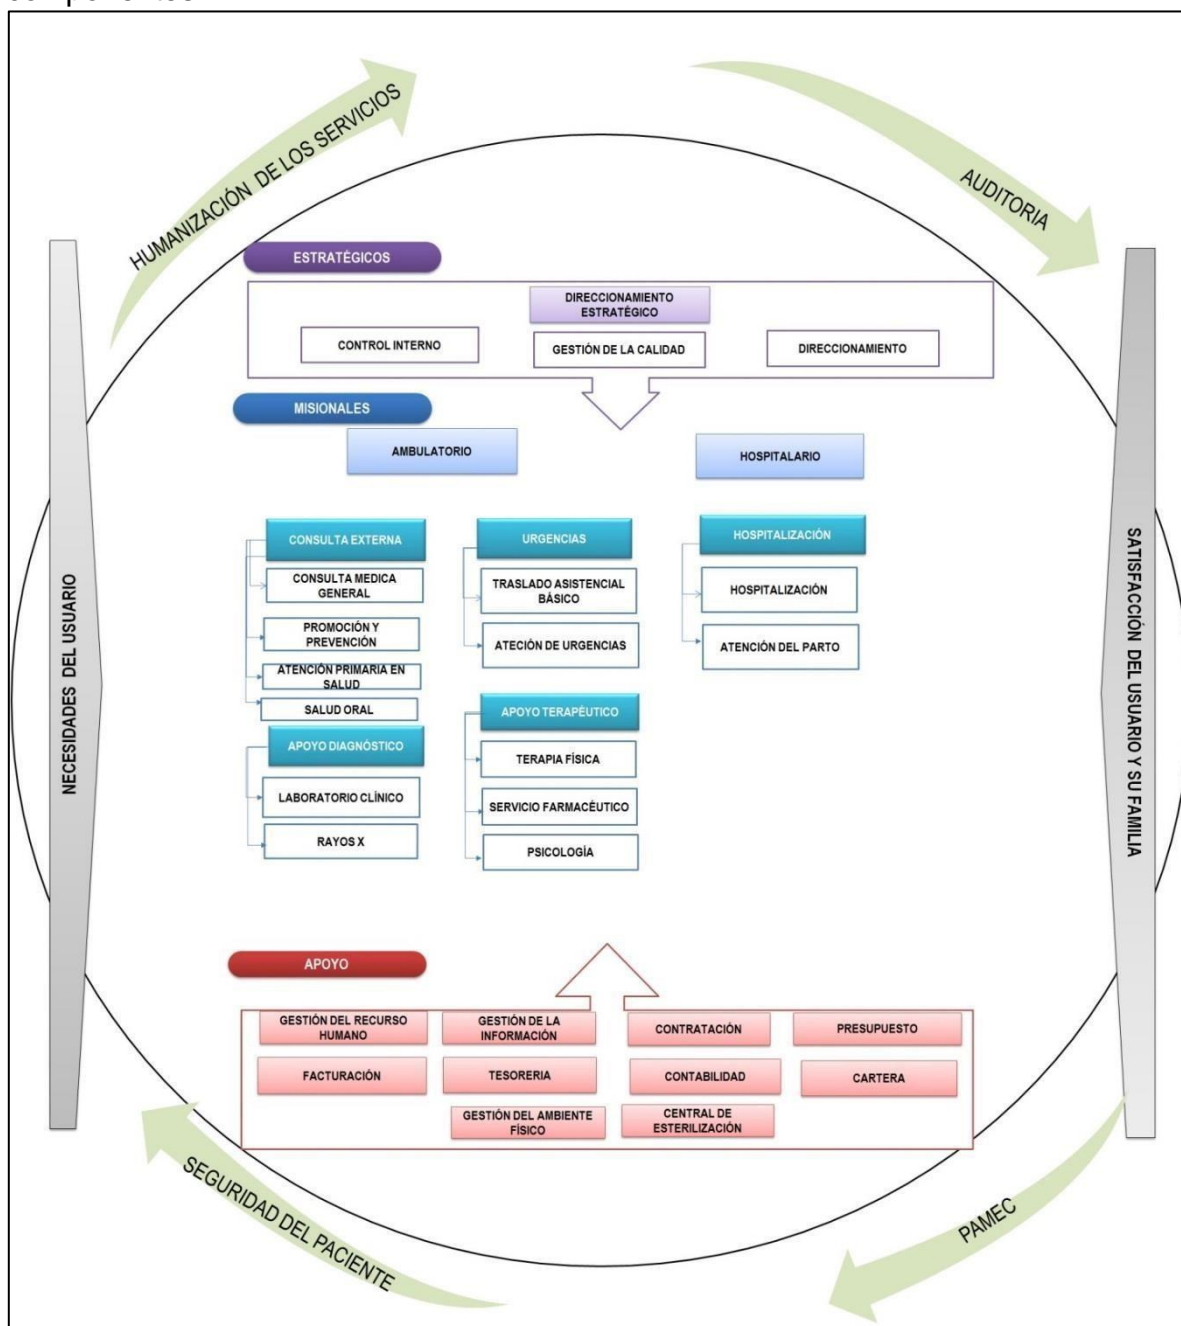 HUMANIZACIÓN DE LOS SERVICIOS
AUDITORIA
NECESIDADES DEL USUARIO
SATISFACCIÓN DEL USUARIO Y SU FAMILIA
ESTRATÉGICOS
DIRECCIONAMIENTO
ESTRATÉGICO
CONTROL INTERNO
GESTIÓN DE LA CALIDAD
DIRECCIONAMIENTO
MISIONALES
AMBULATORIO
HOSPITALARIO
CONSULTA EXTERNA
CONSULTA MEDICA
GENERAL
PROMOCIÓN Y
PREVENCIÓN
ATENCIÓN PRIMARIA EN
SALUD
SALUD ORAL
APOYO DIAGNÓSTICO
LABORATORIO CLÍNICO
RAYOS X
URGENCIAS
TRASLADO ASISTENCIAL
BÁSICO
ATECIÓN DE URGENCIAS
APOYO TERAPÉUTICO
TERAPIA FÍSICA
SERVICIO FARMACÉUTICO
PSICOLOGÍA
HOSPITALIZACIÓN
HOSPITALIZACIÓN
ATENCIÓN DEL PARTO
APOYO
GESTIÓN DEL RECURSO
HUMANO
GESTIÓN DE LA
INFORMACIÓN
CONTRATACIÓN
PRESUPUESTO
FACTURACIÓN
TESORERIA
CONTABILIDAD
CARTERA
GESTIÓN DEL AMBIENTE
FÍSICO
CENTRAL DE
ESTERILIZACIÓN
SEGURIDAD DEL PACIENTE
PAMEC